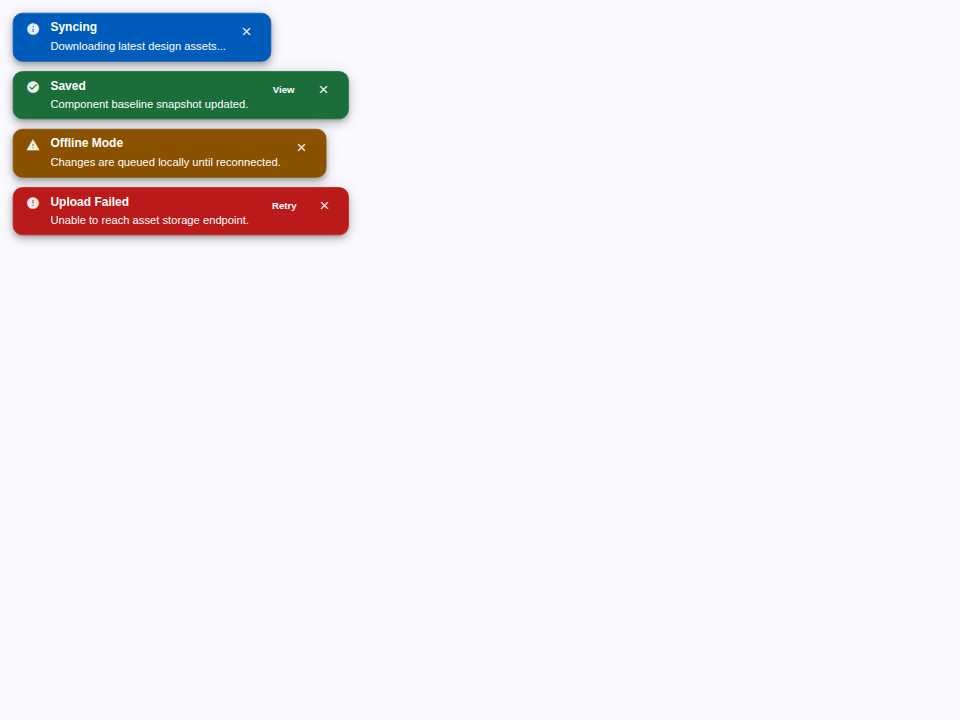 Syncing
Downloading latest design assets...
Saved
Component baseline snapshot updated.
View
Offline Mode
Changes are queued locally until reconnected.
Upload Failed
Unable to reach asset storage endpoint.
Retry